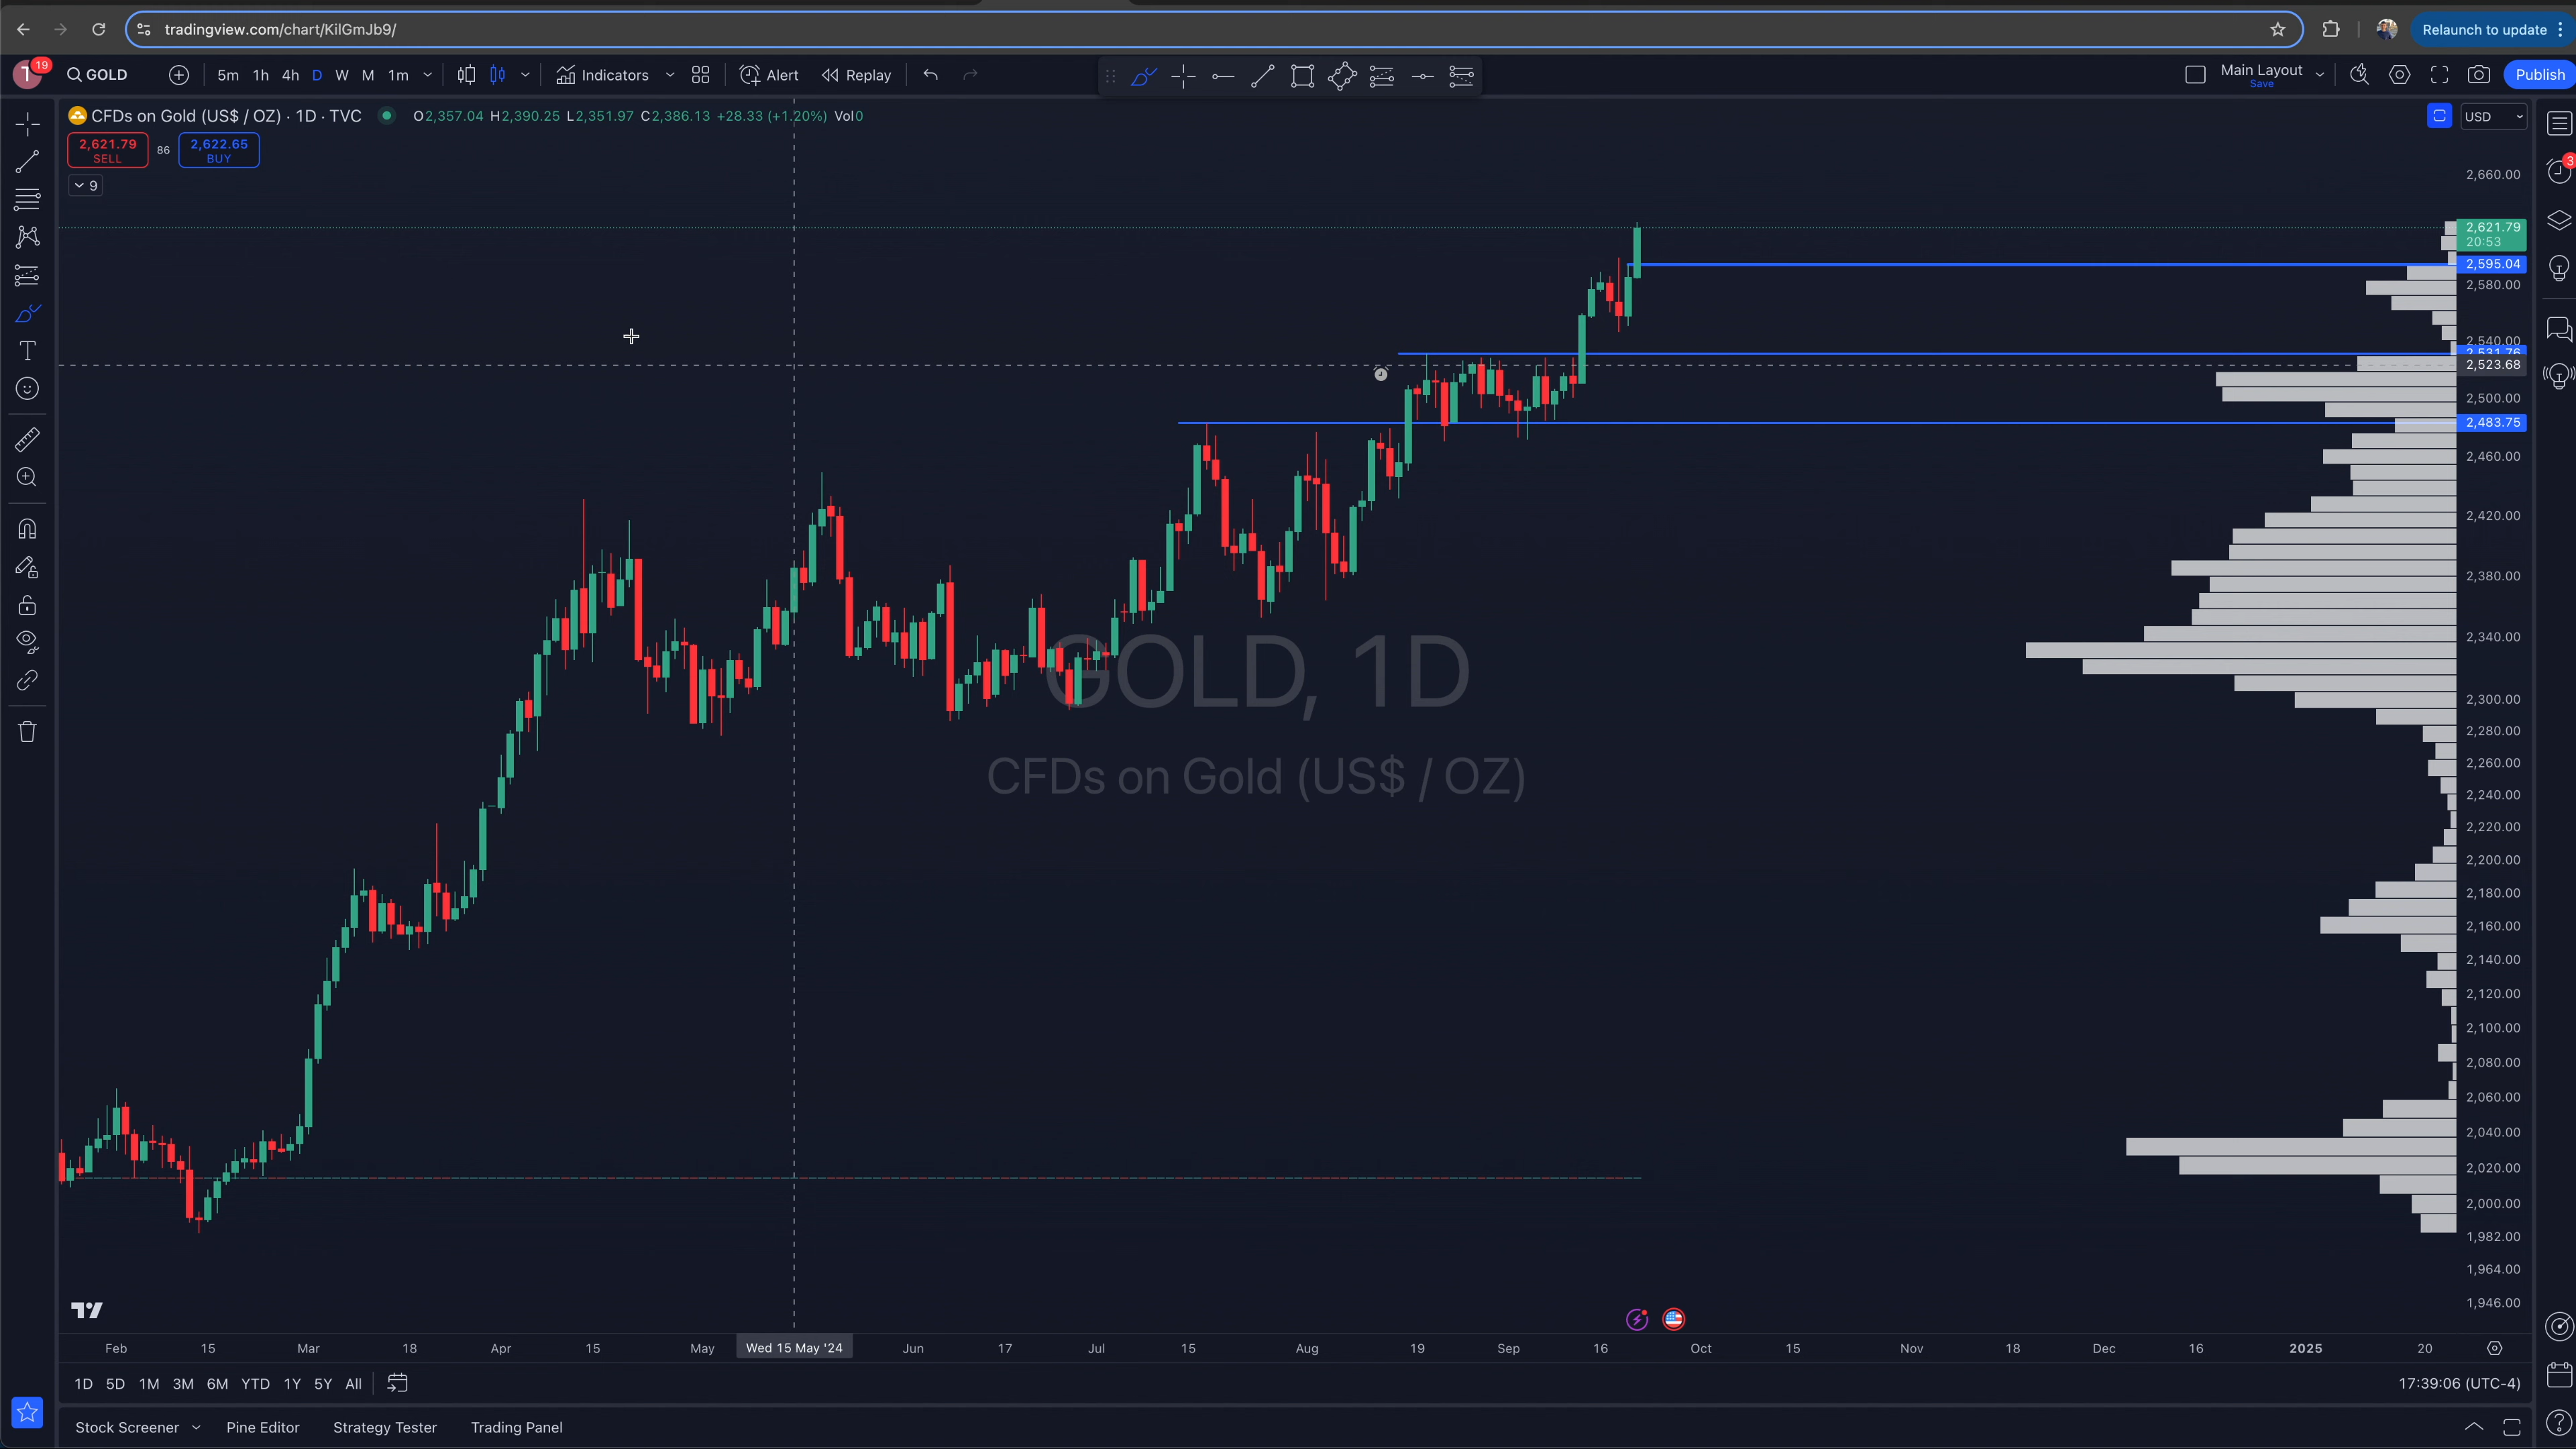 tradingview.com/chart/KilGmJb9/
Relaunch to update
T 19
GOLD 5m 1h 4h D W M 1m Indicators Alert Replay Main Layout Save Publish
CFDs on Gold (US$ / OZ) · 1D · TVC O2,357.04 H2,390.25 L2,351.97 C2,386.13 +28.33 (+1.20%) Vol0
USD
2,621.79 SELL 86 2,622.65 BUY
9
3
2,660.00
2,621.79
20:53
2,595.04
2,580.00
2,540.00
2,531.76
2,523.68
2,500.00
2,483.75
2,460.00
2,420.00
2,380.00
2,340.00
2,300.00
2,280.00
2,260.00
2,240.00
2,220.00
2,200.00
2,180.00
2,160.00
2,140.00
2,120.00
2,100.00
2,080.00
2,060.00
2,040.00
2,020.00
2,000.00
1,982.00
1,964.00
1,946.00
GOLD, 1D
CFDs on Gold (US$ / OZ)
Feb 15 Mar 18 Apr 15 May Wed 15 May '24 Jun 17 Jul 15 Aug 19 Sep 16 Oct 15 Nov 18 Dec 16 2025 20
1D 5D 1M 3M 6M YTD 1Y 5Y All 17:39:06 (UTC-4)
Stock Screener Pine Editor Strategy Tester Trading Panel